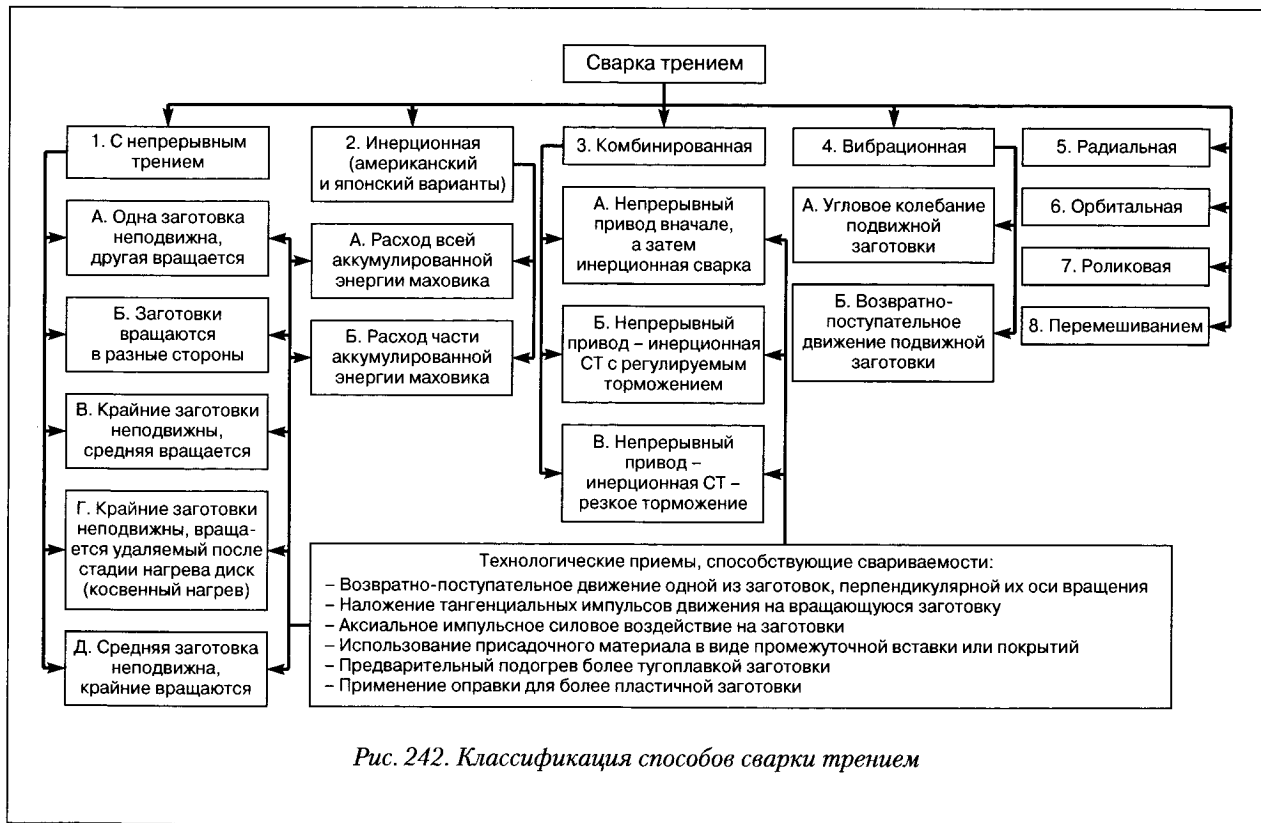 Сварка трением
1. С непрерывным
трением
А. Одна заготовка
неподвижна,
другая вращается
Б. Заготовки
вращаются
в разные стороны
В. Крайние заготовки
неподвижны,
средняя вращается
Г. Крайние заготовки
неподвижны, враща-
ется удаляемый после
стадии нагрева диск
(косвенный нагрев)
Д. Средняя заготовка
неподвижна,
крайние вращаются
2. Инерционная
(американский
и японский варианты)
А. Расход всей
аккумулированной
энергии маховика
Б. Расход части
аккумулированной
энергии маховика
3. Комбинированная
А. Непрерывный
привод вначале,
а затем
инерционная сварка
Б. Непрерывный
привод – инерционная
СТ с регулируемым
торможением
В. Непрерывный
привод –
инерционная СТ –
резкое торможение
4. Вибрационная
А. Угловое колебание
подвижной
заготовки
Б. Возвратно-
поступательное
движение подвижной
заготовки
5. Радиальная
6. Орбитальная
7. Роликовая
8. Перемешиванием
Технологические приемы, способствующие свариваемости:
– Возвратно-поступательное движение одной из заготовок, перпендикулярной их оси вращения
– Наложение тангенциальных импульсов движения на вращающуюся заготовку
– Аксиальное импульсное силовое воздействие на заготовки
– Использование присадочного материала в виде промежуточной вставки или покрытий
– Предварительный подогрев более тугоплавкой заготовки
– Применение оправки для более пластичной заготовки
Рис. 242. Классификация способов сварки трением